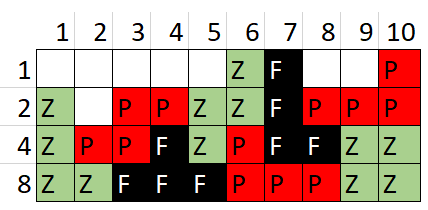 1 2 3 4 5 6 7 8 9 10
1 Z F P
2 Z P P Z Z F P P P
4 Z P P F Z P F F Z Z
8 Z Z F F F P P P Z Z